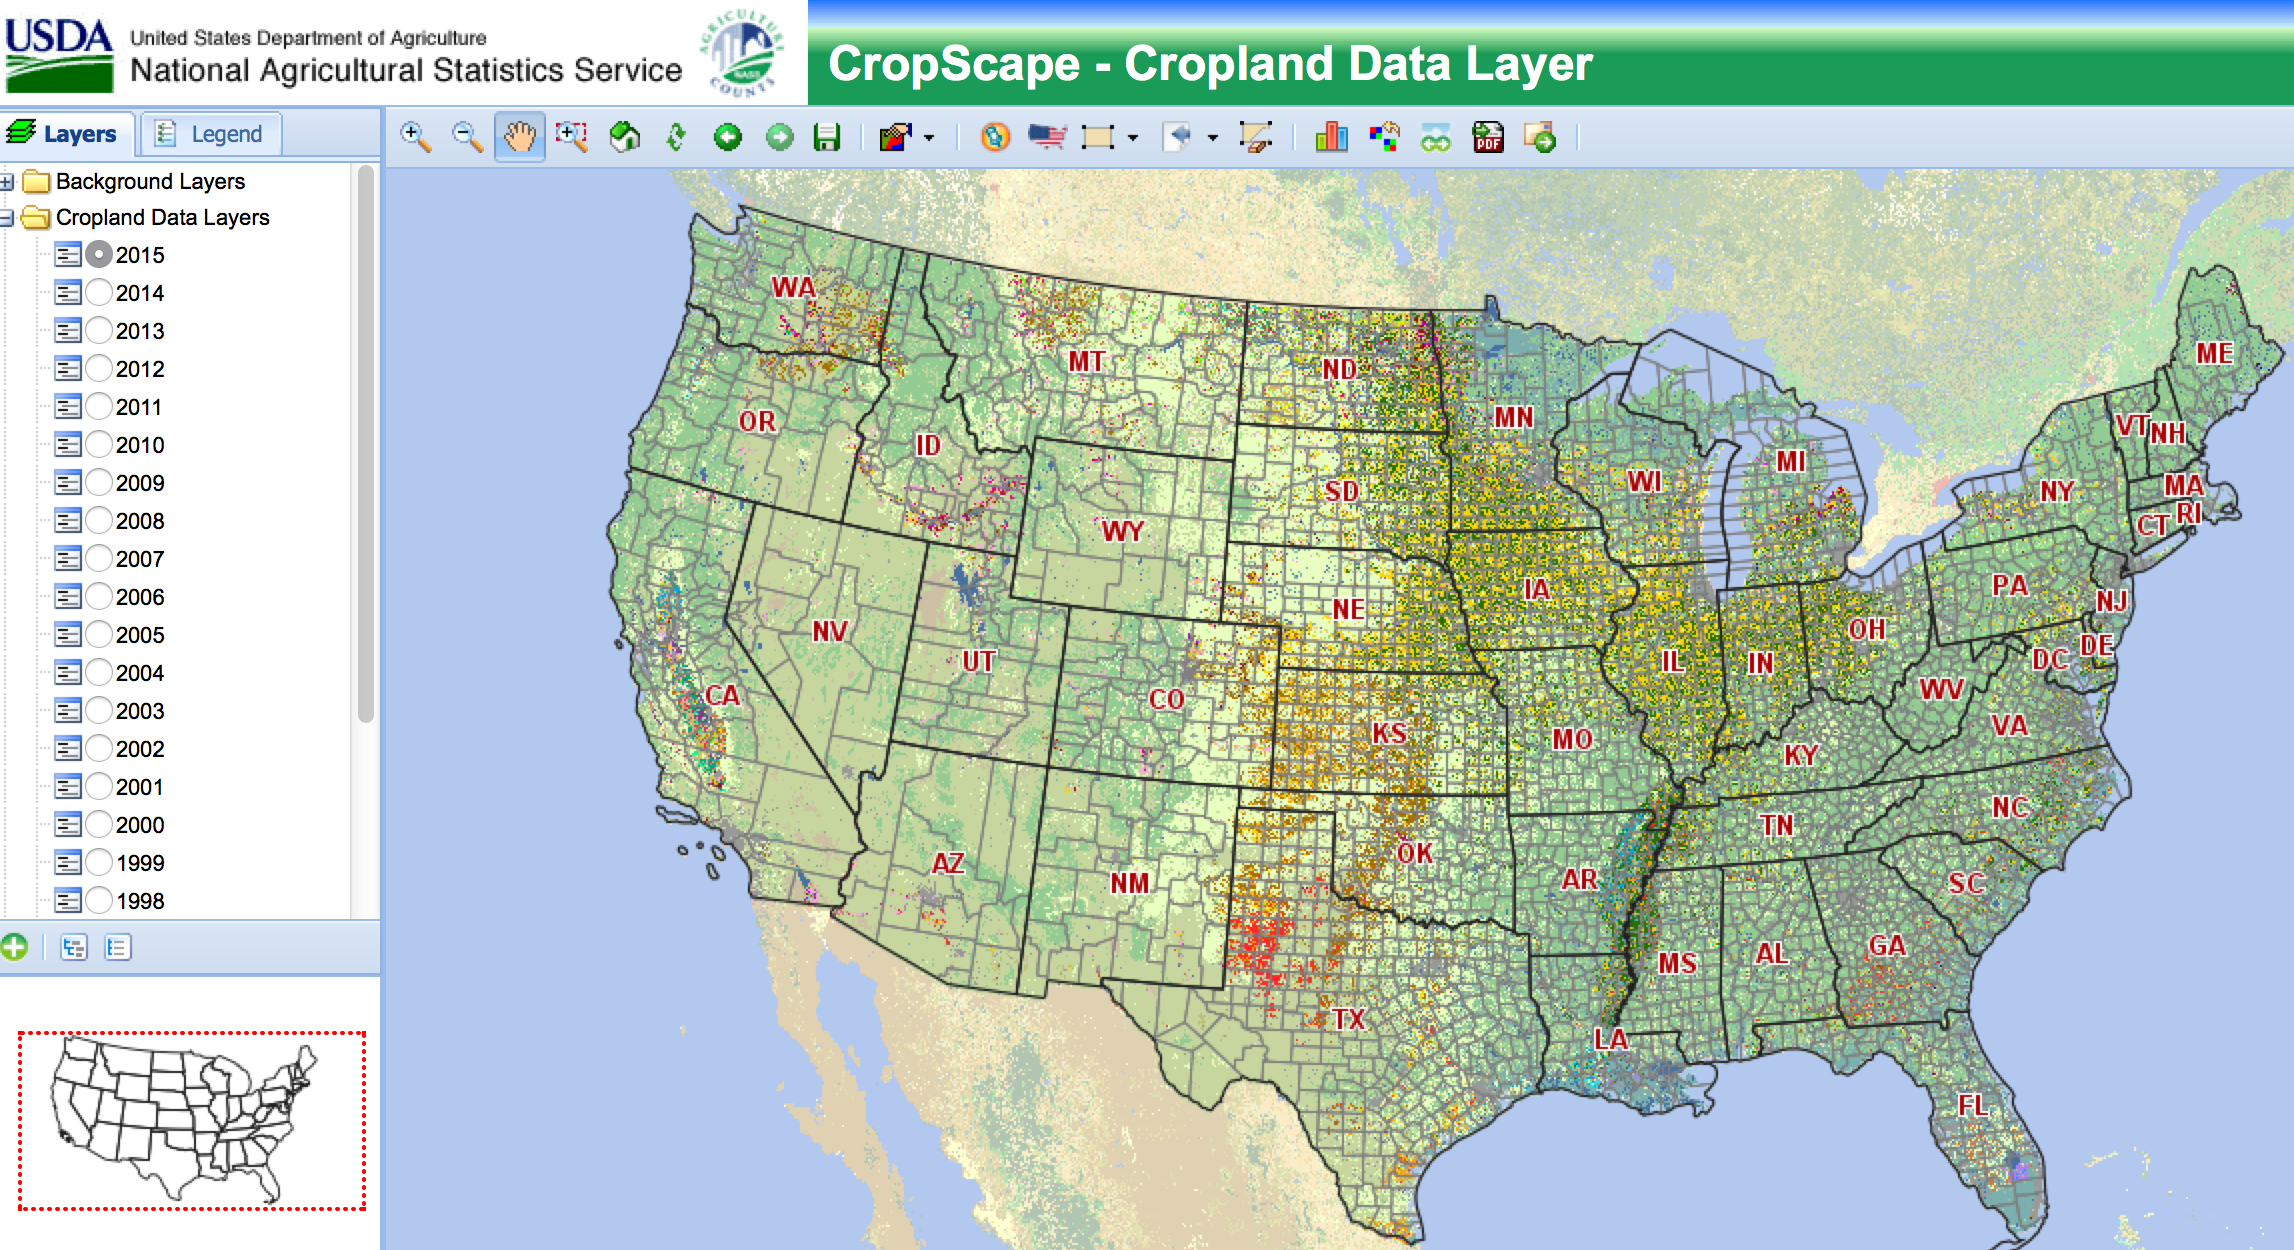 USDA
United States Department of Agriculture
National Agricultural Statistics Service
AGRICULTURE
NASS
COUNTS
CropScape - Cropland Data Layer
Layers
Legend
PDF
Background Layers
Cropland Data Layers
2015
2014
2013
2012
2011
2010
2009
2008
2007
2006
2005
2004
2003
2002
2001
2000
1999
1998
WA
MT
ND
MN
ME
OR
ID
SD
WI
MI
VT
NH
NY
MA
CT
RI
WY
NE
IA
PA
NJ
NV
UT
CO
IL
IN
OH
DC
DE
WV
VA
CA
KS
MO
KY
NC
AZ
NM
OK
AR
TN
SC
TX
LA
MS
AL
GA
FL